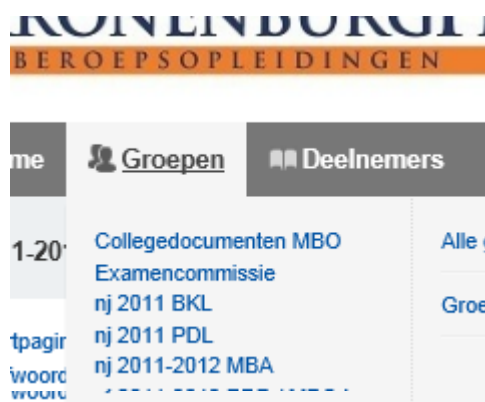 BEROEPSOPLEIDINGEN
me Groepen Deelnemers
Collegedocumenten MBO
Alle
1-20
Examencommissie
nj 2011 BKL
Groe
nj 2011 PDL
tpagin
nj 2011-2012 MBA
woord